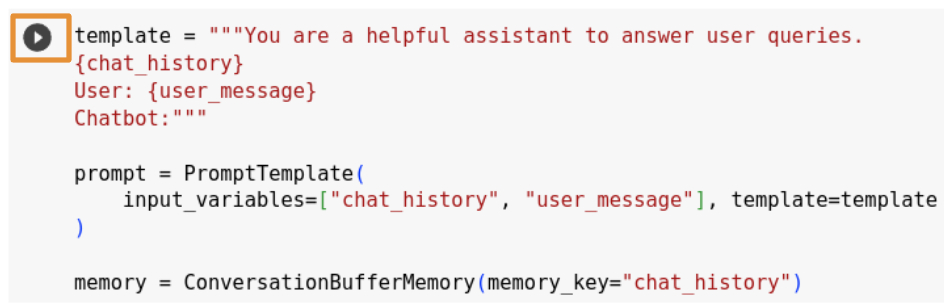 template = """You are a helpful assistant to answer user queries.
{chat_history}
User: {user_message}
Chatbot:"""
prompt = PromptTemplate(
input_variables=["chat_history", "user_message"], template=template
)
memory = ConversationBufferMemory(memory_key="chat_history")